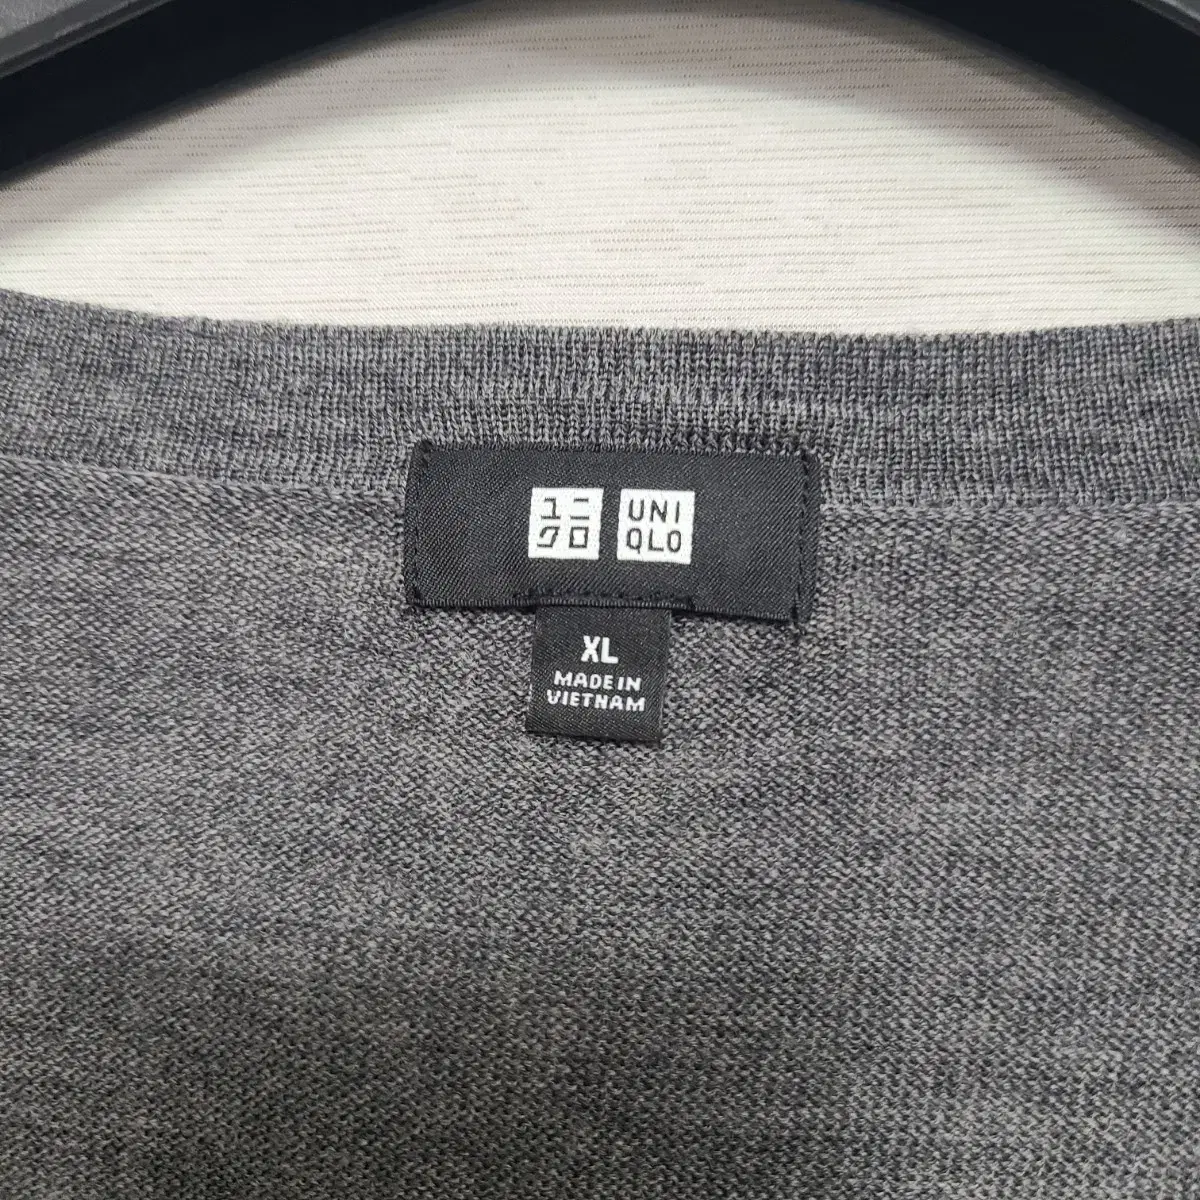 ユニ
クロ
UNI
QLO
XL
MADE IN
VIETNAM